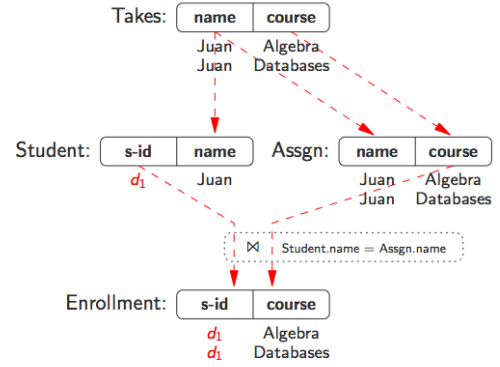 Takes: name course
Juan Algebra
Juan Databases
Student: s-id name Assgn: name course
d1 Juan Juan Algebra
Juan Databases
⋈ Student.name = Assgn.name
Enrollment: s-id course
d1 Algebra
d1 Databases